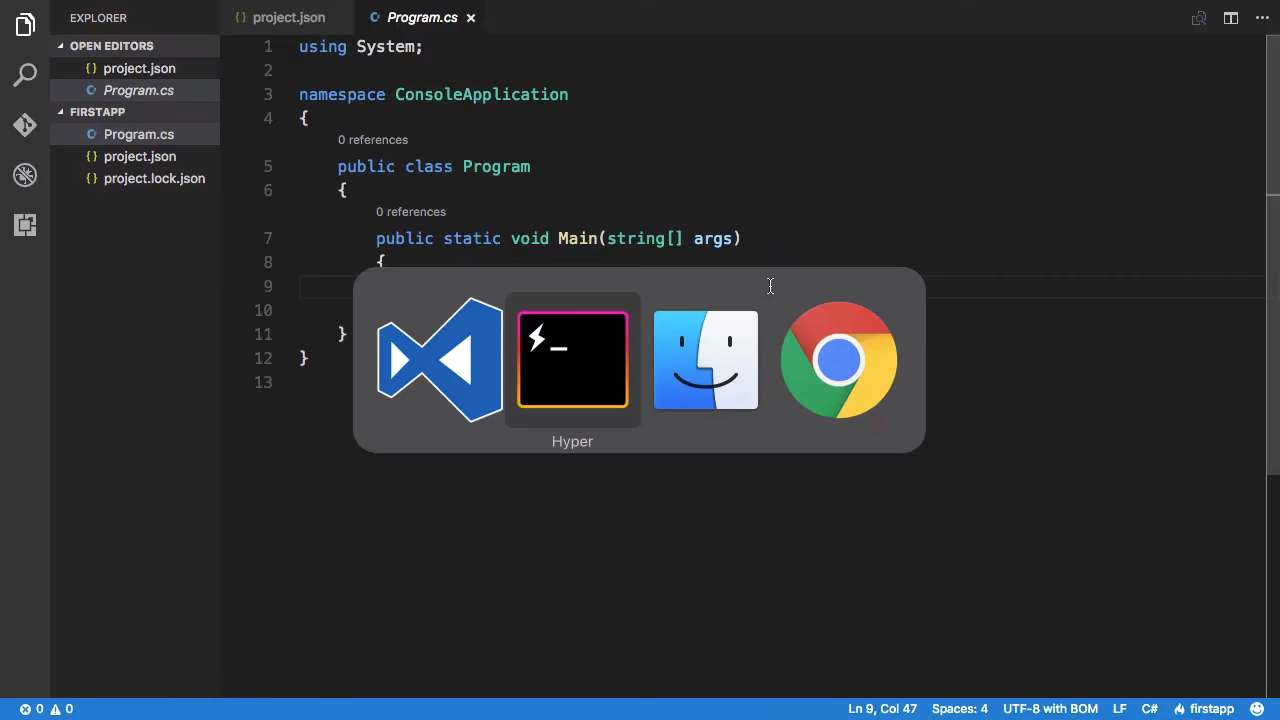 EXPLORER
OPEN EDITORS
{} project.json
Program.cs
FIRSTAPP
Program.cs
{} project.json
{} project.lock.json
{} project.json
Program.cs ×
1 using System;
2
3 namespace ConsoleApplication
4 {
0 references
5 public class Program
6 {
0 references
7 public static void Main(string[] args)
8 {
9
10
11 }
12 }
13
Hyper
0 0
Ln 9, Col 47 Spaces: 4 UTF-8 with BOM LF C# firstapp